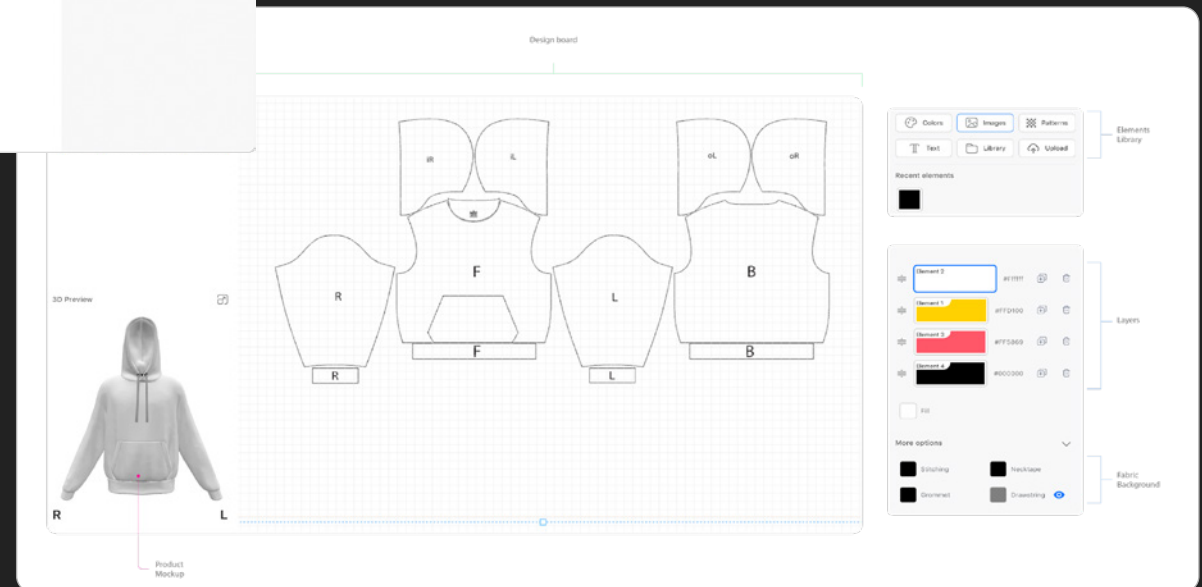 Design board
Colors
Images
Patterns
Text
Library
Upload
Elements
Library
Recent elements
iR
iL
oL
oR
F
B
R
L
F
B
R
L
Element 2
Element 1
#FFD100
Element 3
Element 4
#000000
Layers
Fill
More options
Stitching
Necktape
Grommet
Drawstring
Fabric
Background
3D Preview
R
L
Product
Mockup